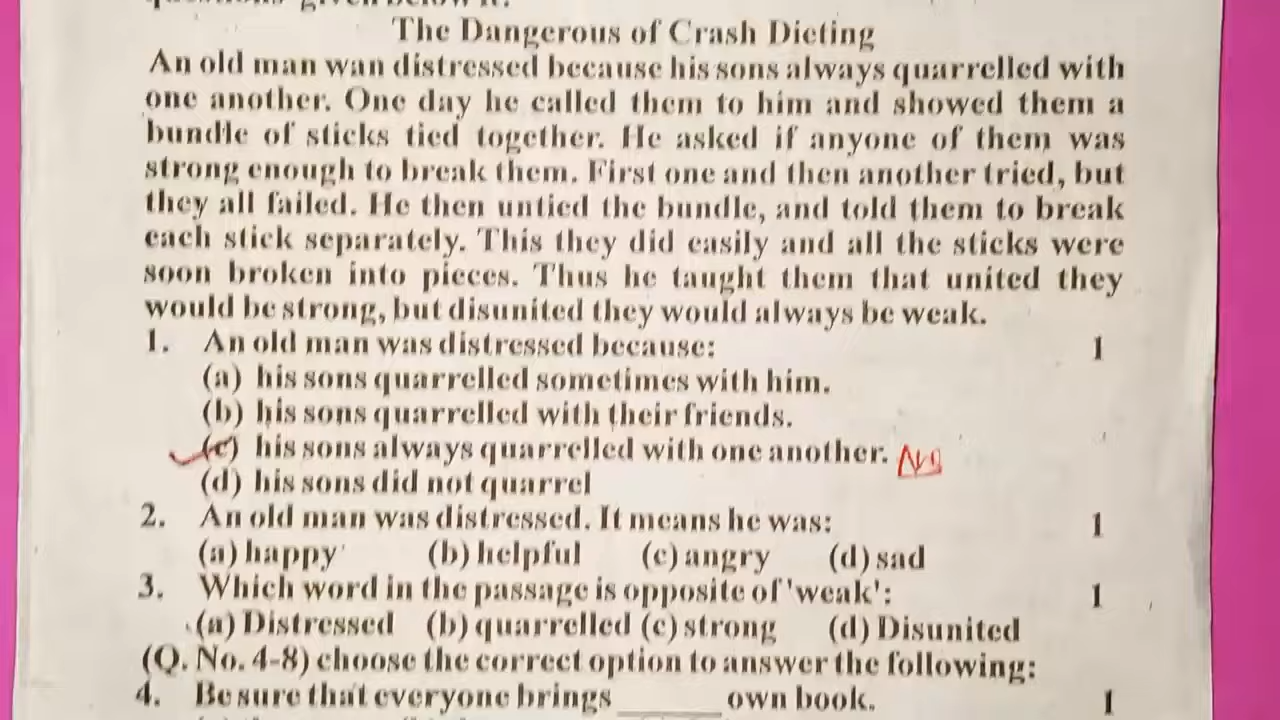 The Dangerous of Crash Dieting
An old man wan distressed because his sons always quarrelled with
one another. One day he called them to him and showed them a
bundle of sticks tied together. He asked if anyone of them was
strong enough to break them. First one and then another tried, but
they all failed. He then untied the bundle, and told them to break
each stick separately. This they did easily and all the sticks were
soon broken into pieces. Thus he taught them that united they
would be strong, but disunited they would always be weak.
1. An old man was distressed because: 1
(a) his sons quarrelled sometimes with him.
(b) his sons quarrelled with their friends.
(c) his sons always quarrelled with one another. Ans
(d) his sons did not quarrel
2. An old man was distressed. It means he was: 1
(a) happy (b) helpful (c) angry (d) sad
3. Which word in the passage is opposite of 'weak': 1
(a) Distressed (b) quarrelled (c) strong (d) Disunited
(Q. No. 4-8) choose the correct option to answer the following:
4. Be sure that everyone brings ______ own book. 1